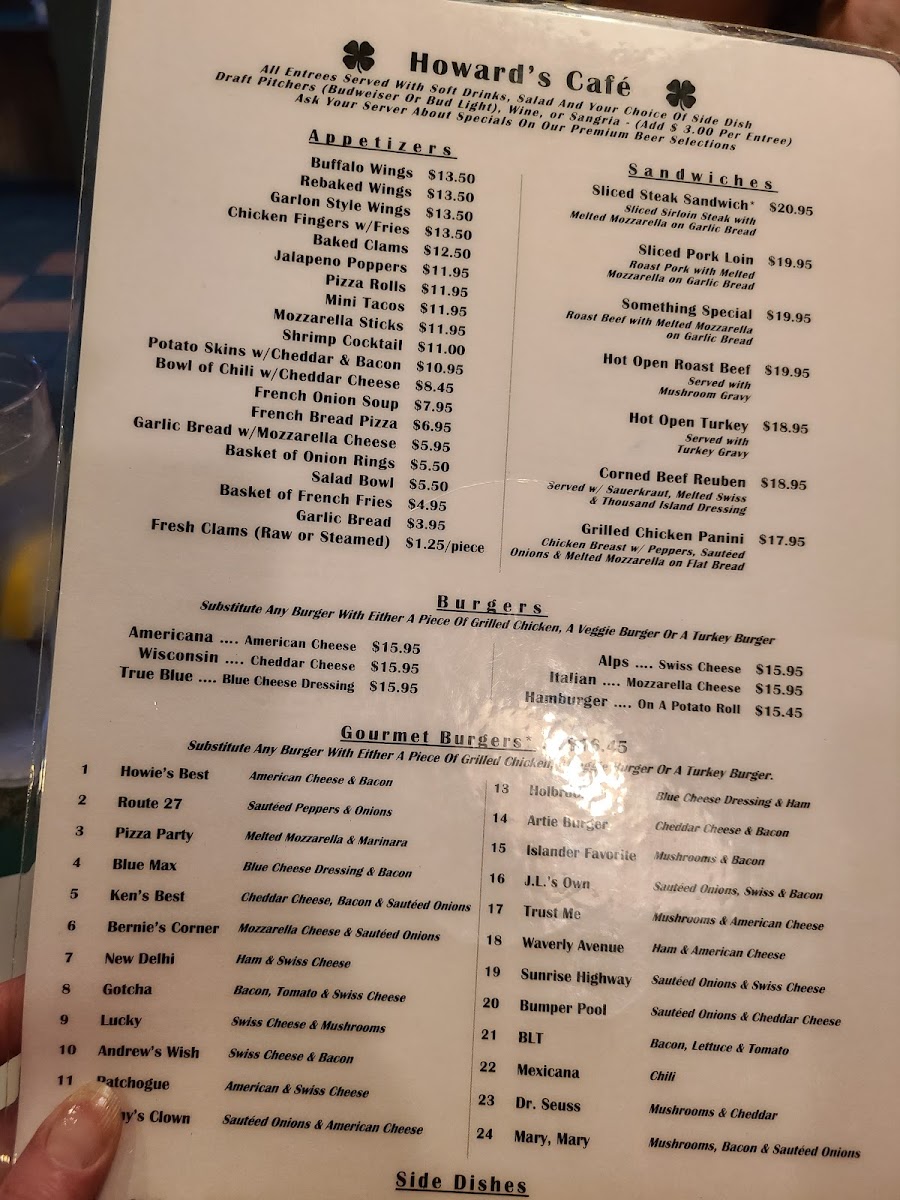 Howard's Café
All Entrees Served With Soft Drinks, Salad And Your Choice Of Side Dish
Draft Pitchers (Budweiser Or Bud Light), Wine, or Sangria - (Add $ 3.00 Per Entree)
Ask Your Server About Specials On Our Premium Beer Selections
Appetizers
Buffalo Wings $13.50
Rebaked Wings $13.50
Garlon Style Wings $13.50
Chicken Fingers w/Fries $13.50
Baked Clams $12.50
Jalapeno Poppers $11.95
Pizza Rolls $11.95
Mini Tacos $11.95
Mozzarella Sticks $11.95
Shrimp Cocktail $11.00
Potato Skins w/Cheddar & Bacon $10.95
Bowl of Chili w/Cheddar Cheese $8.45
French Onion Soup $7.95
French Bread Pizza $6.95
Garlic Bread w/Mozzarella Cheese $5.95
Basket of Onion Rings $5.50
Salad Bowl $5.50
Basket of French Fries $4.95
Garlic Bread $3.95
Fresh Clams (Raw or Steamed) $1.25/piece
Sandwiches
Sliced Steak Sandwich* $20.95
Sliced Sirloin Steak with
Melted Mozzarella on Garlic Bread
Sliced Pork Loin $19.95
Roast Pork with Melted
Mozzarella on Garlic Bread
Something Special $19.95
Roast Beef with Melted Mozzarella
on Garlic Bread
Hot Open Roast Beef $19.95
Served with
Mushroom Gravy
Hot Open Turkey $18.95
Served with
Turkey Gravy
Corned Beef Reuben $18.95
Served w/ Sauerkraut, Melted Swiss
& Thousand Island Dressing
Grilled Chicken Panini $17.95
Chicken Breast w/ Peppers, Sautéed
Onions & Melted Mozzarella on Flat Bread
Burgers
Substitute Any Burger With Either A Piece Of Grilled Chicken, A Veggie Burger Or A Turkey Burger
Americana .... American Cheese $15.95
Wisconsin .... Cheddar Cheese $15.95
True Blue .... Blue Cheese Dressing $15.95
Alps .... Swiss Cheese $15.95
Italian .... Mozzarella Cheese $15.95
Hamburger .... On A Potato Roll $15.45
Gourmet Burgers* $16.45
Substitute Any Burger With Either A Piece Of Grilled Chicken, Burger Or A Turkey Burger.
1 Howie's Best American Cheese & Bacon
2 Route 27 Sautéed Peppers & Onions
3 Pizza Party Melted Mozzarella & Marinara
4 Blue Max Blue Cheese Dressing & Bacon
5 Ken's Best Cheddar Cheese, Bacon & Sautéed Onions
6 Bernie's Corner Mozzarella Cheese & Sautéed Onions
7 New Delhi Ham & Swiss Cheese
8 Gotcha Bacon, Tomato & Swiss Cheese
9 Lucky Swiss Cheese & Mushrooms
10 Andrew's Wish Swiss Cheese & Bacon
11 Patchogue American & Swiss Cheese
Clown Sautéed Onions & American Cheese
13 Blue Cheese Dressing & Ham
14 Artie Burger Cheddar Cheese & Bacon
15 Islander Favorite Mushrooms & Bacon
16 J.L.'s Own Sautéed Onions, Swiss & Bacon
17 Trust Me Mushrooms & American Cheese
18 Waverly Avenue Ham & American Cheese
19 Sunrise Highway Sautéed Onions & Swiss Cheese
20 Bumper Pool Sautéed Onions & Cheddar Cheese
21 BLT Bacon, Lettuce & Tomato
22 Mexicana Chili
23 Dr. Seuss Mushrooms & Cheddar
24 Mary, Mary Mushrooms, Bacon & Sautéed Onions
Side Dishes